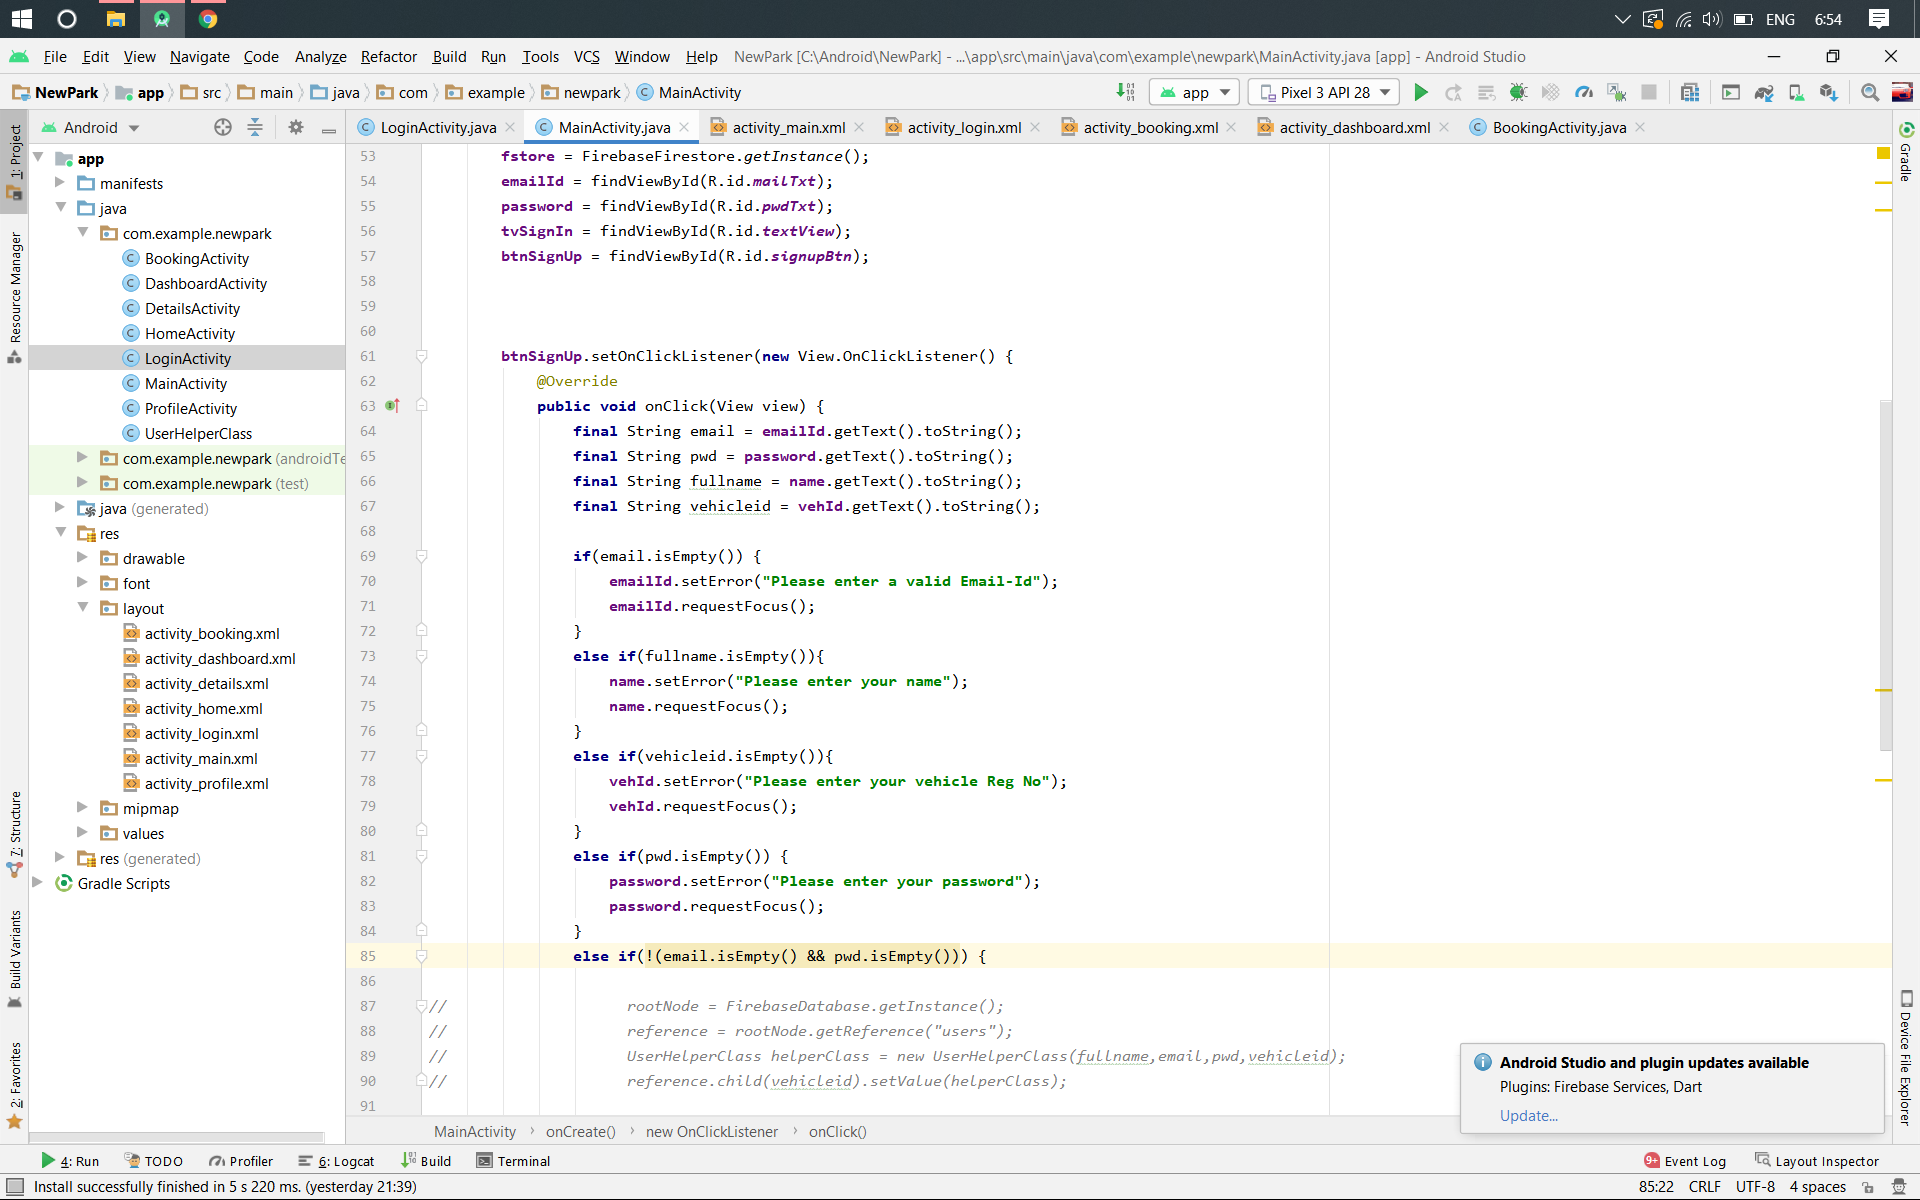 ENG 6:54
File Edit View Navigate Code Analyze Refactor Build Run Tools VCS Window Help NewPark [C:\Android\NewPark] - ...\app\src\main\java\com\example\newpark\MainActivity.java [app] - Android Studio
NewPark app src main java com example newpark MainActivity app Pixel 3 API 28
Android LoginActivity.java MainActivity.java activity_main.xml activity_login.xml activity_booking.xml activity_dashboard.xml BookingActivity.java
1: Project
Resource Manager
7: Structure
Build Variants
2: Favorites
app
manifests
java
com.example.newpark
BookingActivity
DashboardActivity
DetailsActivity
HomeActivity
LoginActivity
MainActivity
ProfileActivity
UserHelperClass
com.example.newpark (androidTe
com.example.newpark (test)
java (generated)
res
drawable
font
layout
activity_booking.xml
activity_dashboard.xml
activity_details.xml
activity_home.xml
activity_login.xml
activity_main.xml
activity_profile.xml
mipmap
values
res (generated)
Gradle Scripts
53 fstore = FirebaseFirestore.getInstance();
54 emailId = findViewById(R.id.mailTxt);
55 password = findViewById(R.id.pwdTxt);
56 tvSignIn = findViewById(R.id.textView);
57 btnSignUp = findViewById(R.id.signupBtn);
58
59
60
61 btnSignUp.setOnClickListener(new View.OnClickListener() {
62 @Override
63 public void onClick(View view) {
64 final String email = emailId.getText().toString();
65 final String pwd = password.getText().toString();
66 final String fullname = name.getText().toString();
67 final String vehicleid = vehId.getText().toString();
68
69 if(email.isEmpty()) {
70 emailId.setError("Please enter a valid Email-Id");
71 emailId.requestFocus();
72 }
73 else if(fullname.isEmpty()){
74 name.setError("Please enter your name");
75 name.requestFocus();
76 }
77 else if(vehicleid.isEmpty()){
78 vehId.setError("Please enter your vehicle Reg No");
79 vehId.requestFocus();
80 }
81 else if(pwd.isEmpty()) {
82 password.setError("Please enter your password");
83 password.requestFocus();
84 }
85 else if(!(email.isEmpty() && pwd.isEmpty())) {
86
87 // rootNode = FirebaseDatabase.getInstance();
88 // reference = rootNode.getReference("users");
89 // UserHelperClass helperClass = new UserHelperClass(fullname,email,pwd,vehicleid);
90 // reference.child(vehicleid).setValue(helperClass);
91
MainActivity onCreate() new OnClickListener onClick()
Gradle
Device File Explorer
Android Studio and plugin updates available
Plugins: Firebase Services, Dart
Update...
4: Run TODO Profiler 6: Logcat Build Terminal 9+ Event Log Layout Inspector
Install successfully finished in 5 s 220 ms. (yesterday 21:39) 85:22 CRLF UTF-8 4 spaces